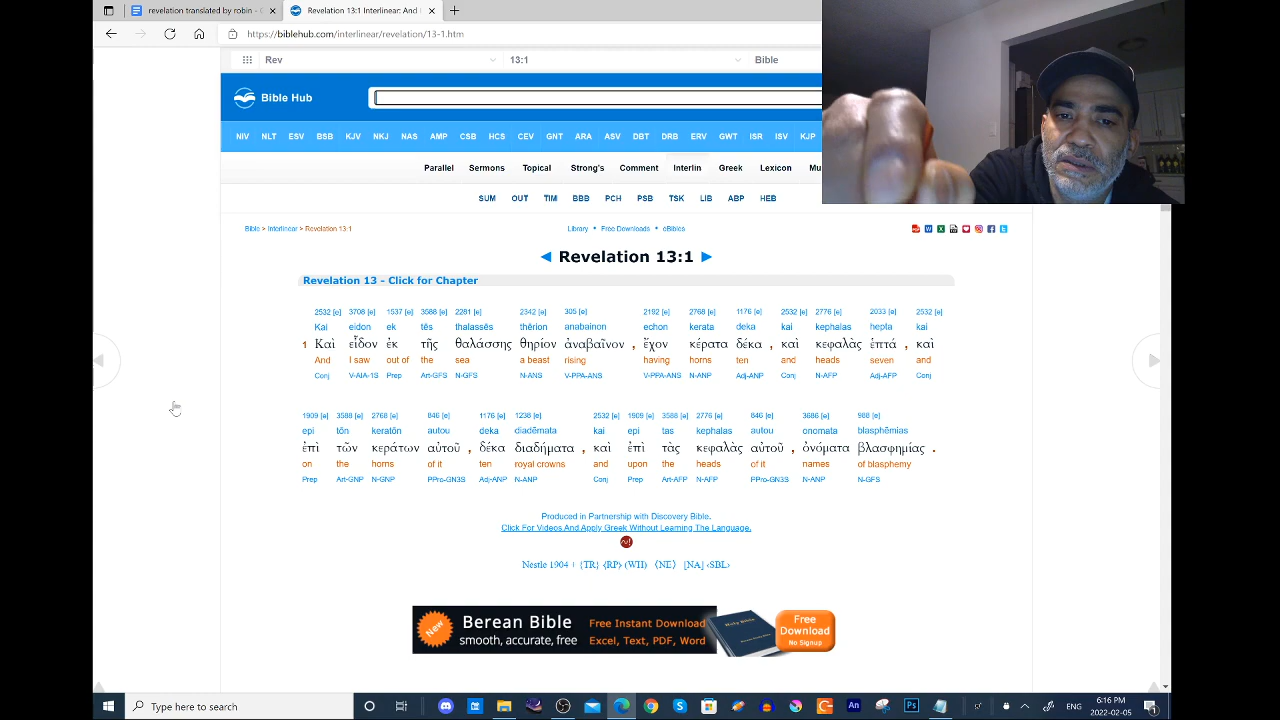 revelation translated by robin -
Revelation 13:1 Interlinear: And I
https://biblehub.com/interlinear/revelation/13-1.htm
Rev 13:1 Bible
Bible Hub
NIV NLT ESV BSB KJV NKJ NAS AMP CSB HCS CEV GNT ARA ASV DBT DRB ERV GWT ISR ISV KJP
Parallel Sermons Topical Strong's Comment Interlin Greek Lexicon Mu
SUM OUT TIM BBB PCH PSB TSK LIB ABP HEB
Bible > Interlinear > Revelation 13:1 Library • Free Downloads • eBibles
◄ Revelation 13:1 ►
Revelation 13 - Click for Chapter
2532 [e] 3708 [e] 1537 [e] 3588 [e] 2281 [e] 2342 [e] 305 [e] 2192 [e] 2768 [e] 1176 [e] 2532 [e] 2776 [e] 2033 [e] 2532 [e]
Kai eidon ek tēs thalassēs thērion anabainon echon kerata deka kai kephalas hepta kai
1 Καὶ εἶδον ἐκ τῆς θαλάσσης θηρίον ἀναβαῖνον , ἔχον κέρατα δέκα , καὶ κεφαλὰς ἑπτά , καὶ
And I saw out of the sea a beast rising having horns ten and heads seven and
Conj V-AIA-1S Prep Art-GFS N-GFS N-ANS V-PPA-ANS V-PPA-ANS N-ANP Adj-ANP Conj N-AFP Adj-AFP Conj
1909 [e] 3588 [e] 2768 [e] 846 [e] 1176 [e] 1238 [e] 2532 [e] 1909 [e] 3588 [e] 2776 [e] 846 [e] 3686 [e] 988 [e]
epi tōn keratōn autou deka diadēmata kai epi tas kephalas autou onomata blasphēmias
ἐπὶ τῶν κεράτων αὐτοῦ , δέκα διαδήματα , καὶ ἐπὶ τὰς κεφαλὰς αὐτοῦ , ὀνόματα βλασφημίας .
on the horns of it ten royal crowns and upon the heads of it names of blasphemy
Prep Art-GNP N-GNP PPro-GN3S Adj-ANP N-ANP Conj Prep Art-AFP N-AFP PPro-GN3S N-ANP N-GFS
Produced in Partnership with Discovery Bible.
Click For Videos And Apply Greek Without Learning The Language.
Nestle 1904 | {TR} ⟨RP⟩ (WH) 〈NE〉 [NA] ‹SBL›
New
Berean Bible
smooth, accurate, free
Free Instant Download
Excel, Text, PDF, Word
Free
Download
No Signup
Type here to search
An
Ps
ENG
6:16 PM
2022-02-05